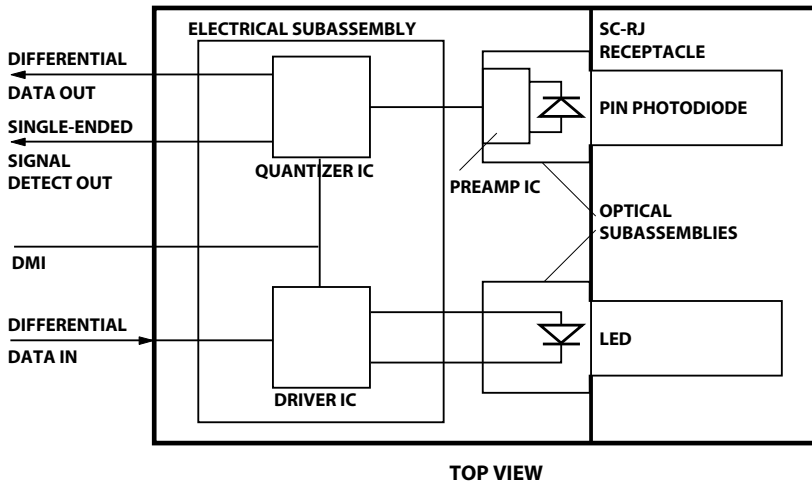 ELECTRICAL SUBASSEMBLY
SC-RJ
RECEPTACLE
DIFFERENTIAL
DATA OUT
PIN PHOTODIODE
SINGLE-ENDED
SIGNAL
DETECT OUT
QUANTIZER IC
PREAMP IC
OPTICAL
SUBASSEMBLIES
DMI
DIFFERENTIAL
DATA IN
LED
DRIVER IC
TOP VIEW